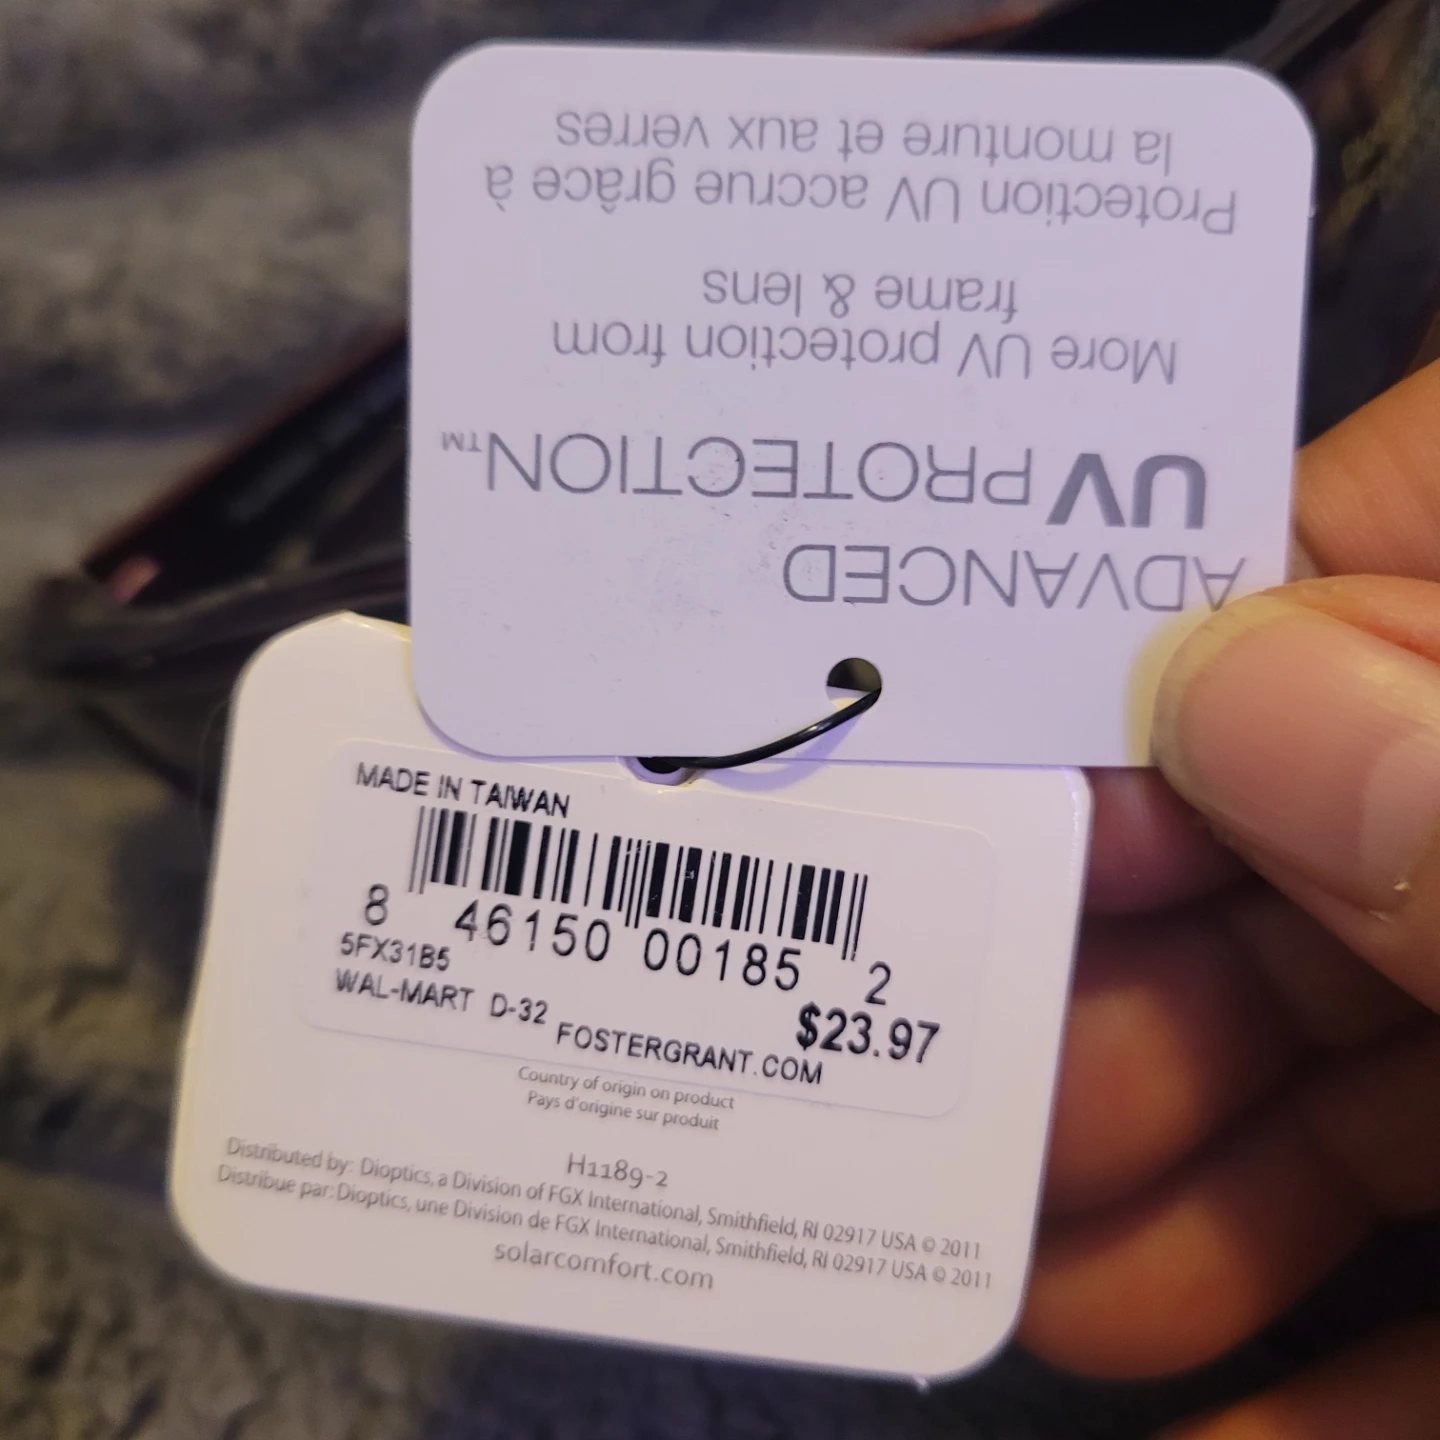 ADVANCED
UV PROTECTION™
More UV protection from
frame & lens
Protection UV accrue grâce à
la monture et aux verres
MADE IN TAIWAN
8 46150 00185 2
5FX31B5
WAL-MART D-32
$23.97
FOSTERGRANT.COM
Country of origin on product
Pays d'origine sur produit
H1189-2
Distributed by: Dioptics, a Division of FGX International, Smithfield, RI 02917 USA © 2011
Distribue par: Dioptics, une Division de FGX International, Smithfield, RI 02917 USA © 2011
solarcomfort.com